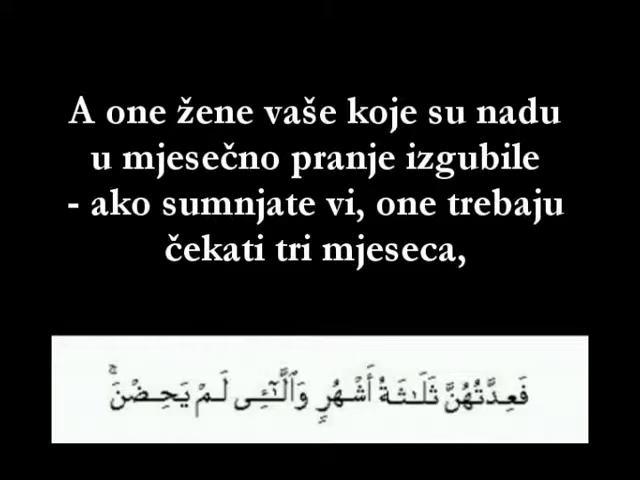 A one žene vaše koje su nadu
u mjesečno pranje izgubile
- ako sumnjate vi, one trebaju
čekati tri mjeseca,
فَعِدَّتُهُنَّ ثَلَـٰثَةُ أَشْهُرٍ وَٱلَّـٰٓـِٔى لَمْ يَحِضْنَ ۚ